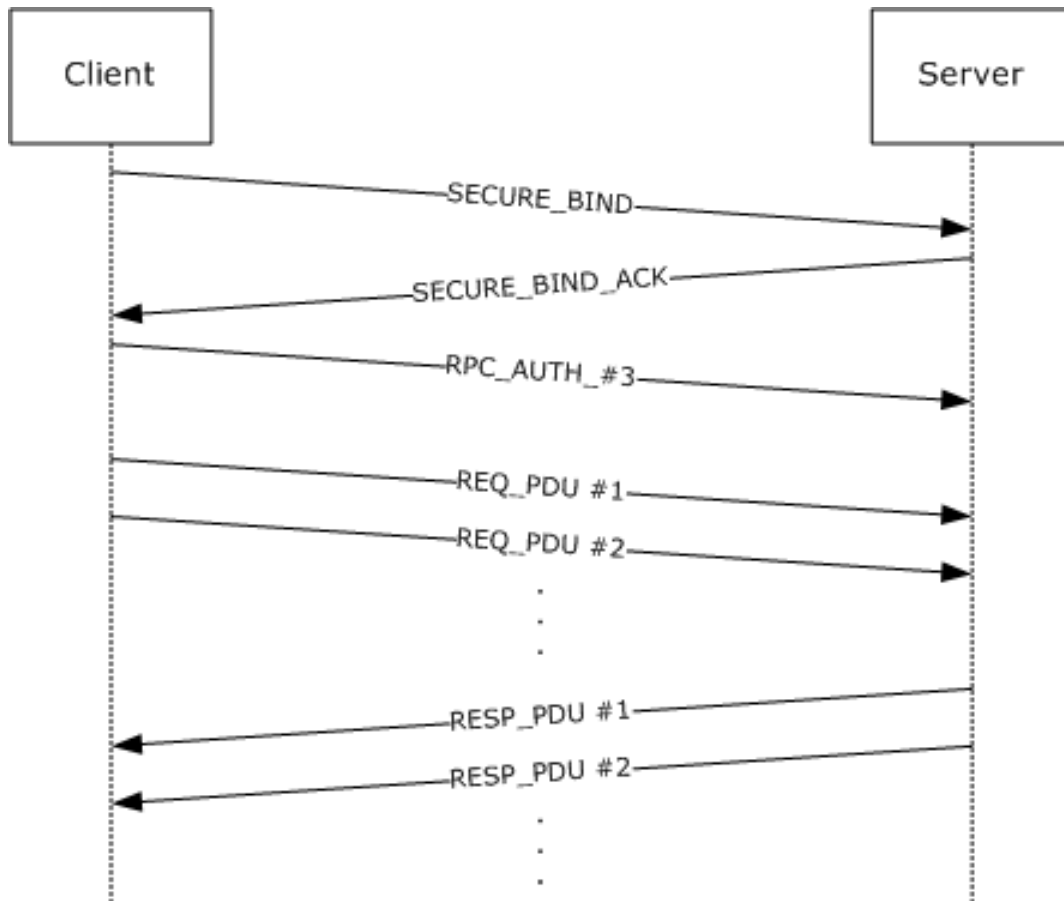 Client
Server
SECURE_BIND
SECURE_BIND_ACK
RPC_AUTH_#3
REQ_PDU #1
REQ_PDU #2
RESP_PDU #1
RESP_PDU #2